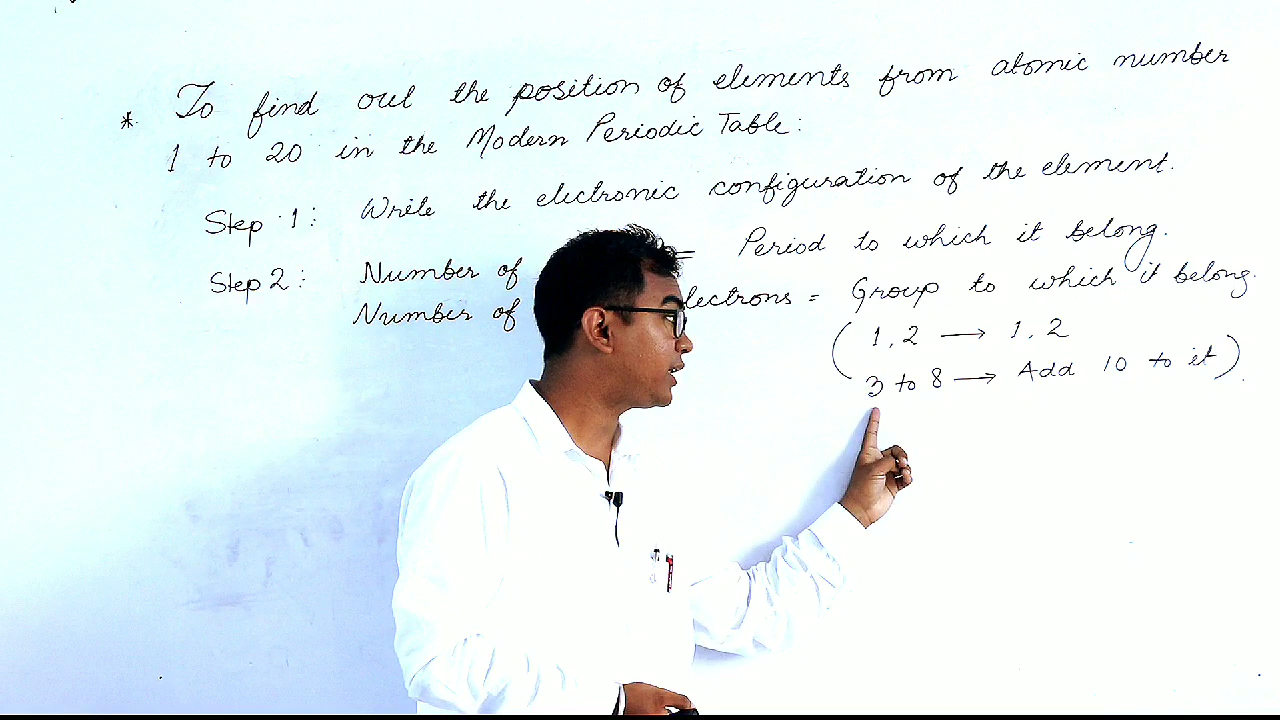 * To find out the position of elements from atomic number
1 to 20 in the Modern Periodic Table:
Step 1: Write the electronic configuration of the element.
Step 2: Number of = Period to which it belong.
Number of lectrons = Group to which it belong.
( 1, 2 → 1, 2
3 to 8 → Add 10 to it ).